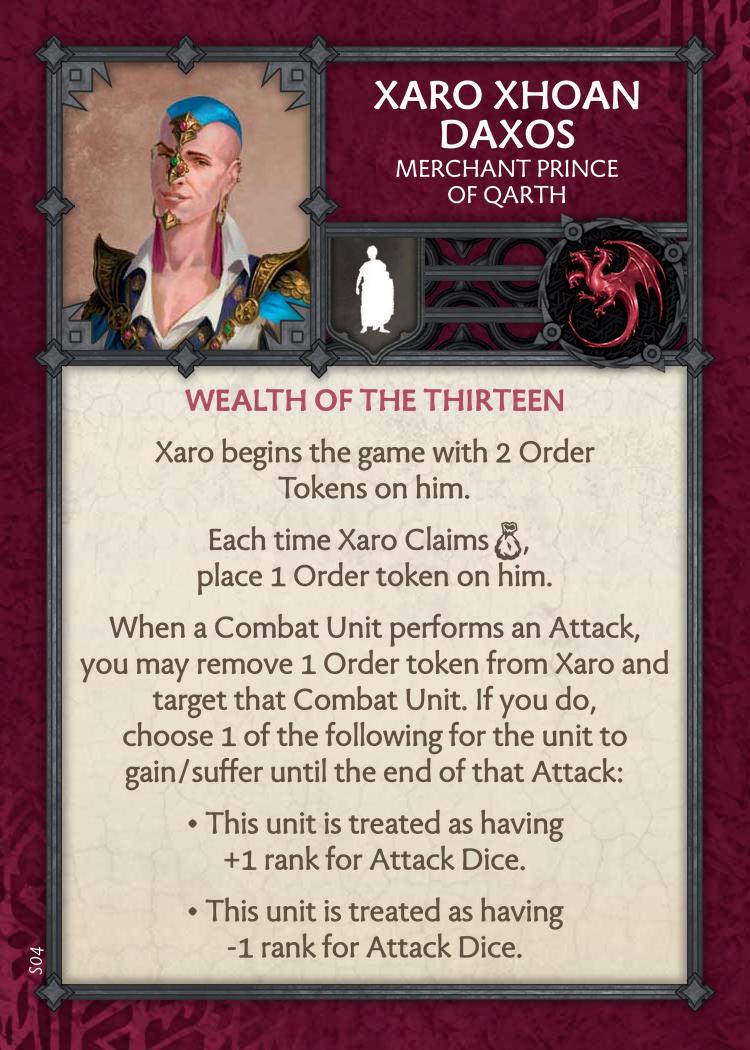 XARO XHOAN
DAXOS
MERCHANT PRINCE
OF QARTH
WEALTH OF THE THIRTEEN
Xaro begins the game with 2 Order
Tokens on him.
Each time Xaro Claims ,
place 1 Order token on him.
When a Combat Unit performs an Attack,
you may remove 1 Order token from Xaro and
target that Combat Unit. If you do,
choose 1 of the following for the unit to
gain/suffer until the end of that Attack:
• This unit is treated as having
+1 rank for Attack Dice.
• This unit is treated as having
-1 rank for Attack Dice.
S04